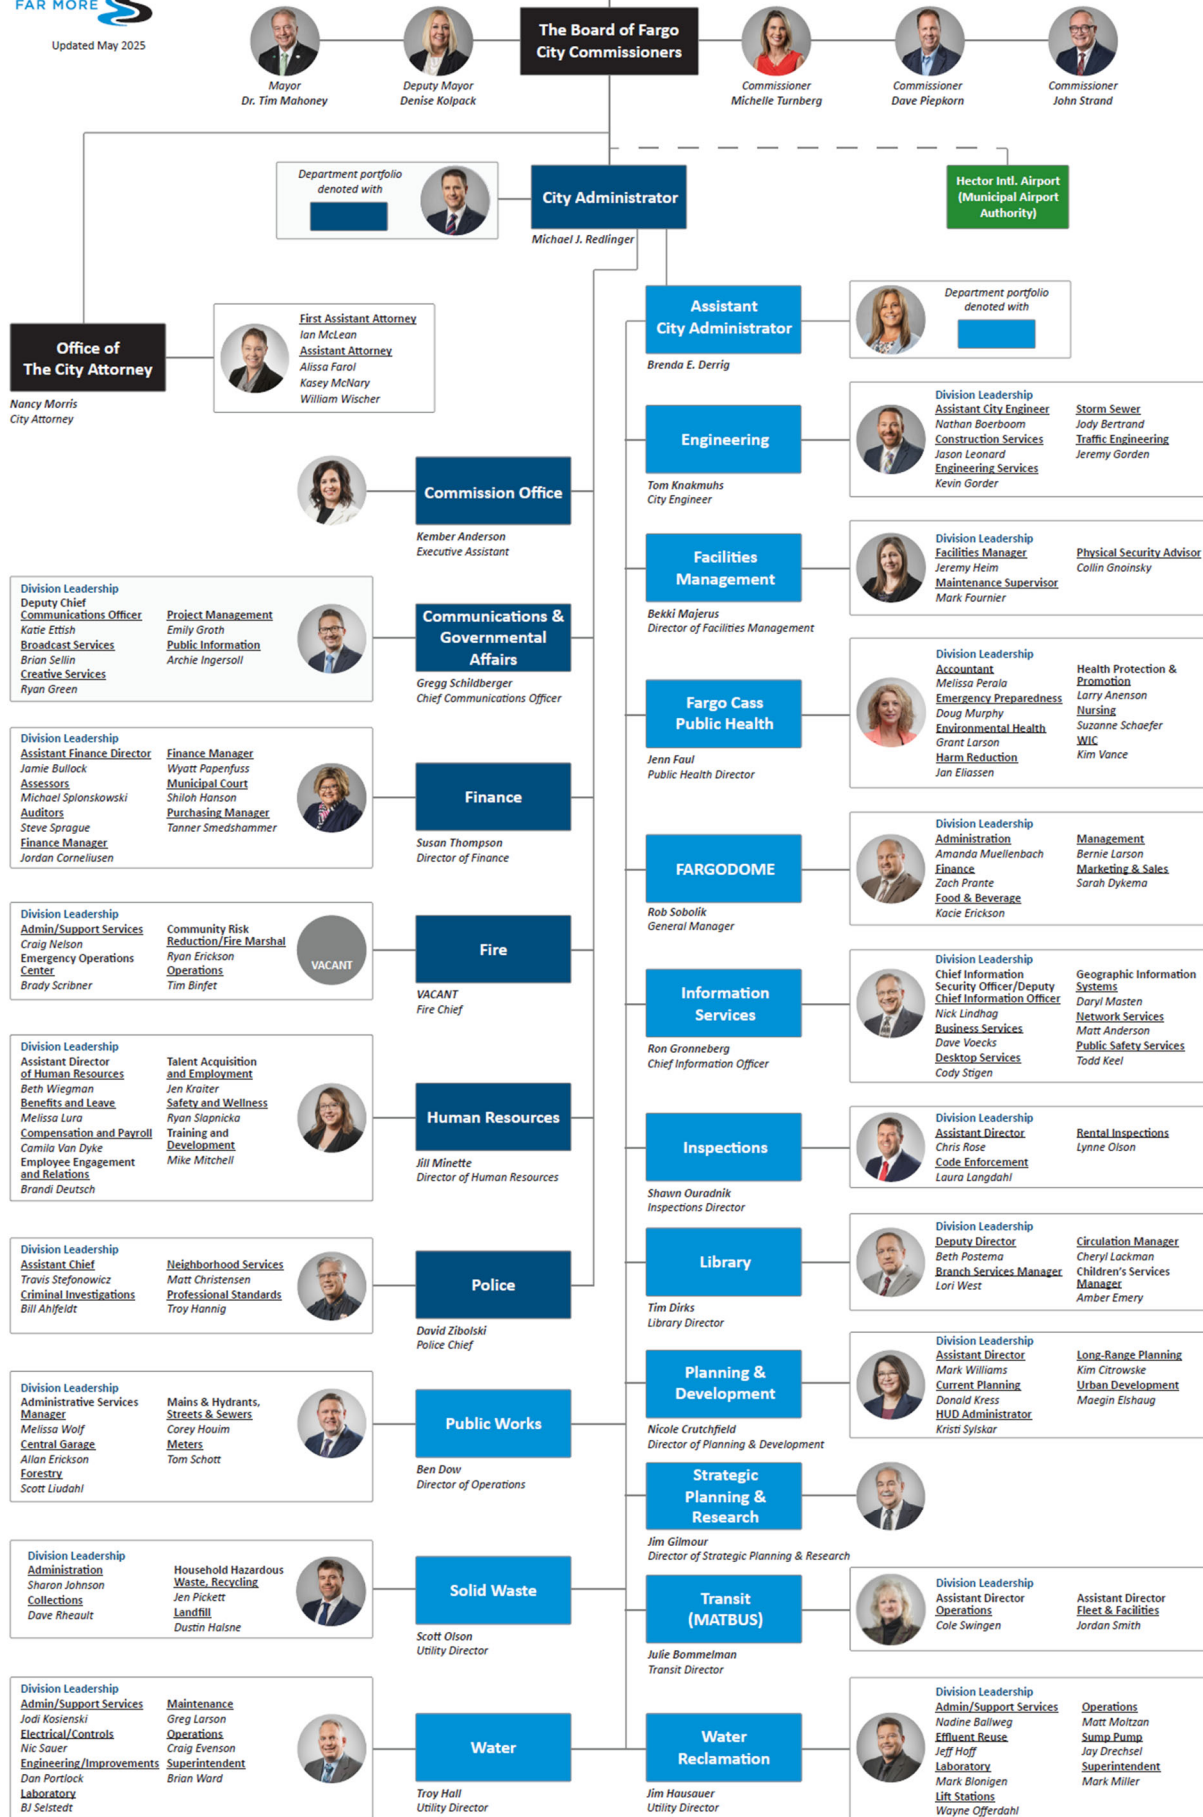 FAR MORE
Updated May 2025
The Board of Fargo
City Commissioners
Mayor
Dr. Tim Mahoney
Deputy Mayor
Denise Kolpack
Commissioner
Michelle Turnberg
Commissioner
Dave Piepkorn
Commissioner
John Strand
Department portfolio
denoted with
City Administrator
Michael J. Redlinger
Hector Intl. Airport
(Municipal Airport
Authority)
Assistant
City Administrator
Brenda E. Derrig
Department portfolio
denoted with
Office of
The City Attorney
Nancy Morris
City Attorney
First Assistant Attorney
Ian McLean
Assistant Attorney
Alissa Farol
Kasey McNary
William Wischer
Engineering
Tom Knakmuhs
City Engineer
Division Leadership
Assistant City Engineer
Nathan Boerboom
Construction Services
Jason Leonard
Engineering Services
Kevin Gorder
Storm Sewer
Jody Bertrand
Traffic Engineering
Jeremy Gorden
Commission Office
Kember Anderson
Executive Assistant
Facilities
Management
Bekki Majerus
Director of Facilities Management
Division Leadership
Facilities Manager
Jeremy Heim
Maintenance Supervisor
Mark Fournier
Physical Security Advisor
Collin Gnoinsky
Division Leadership
Deputy Chief
Communications Officer
Katie Ettish
Broadcast Services
Brian Sellin
Creative Services
Ryan Green
Project Management
Emily Groth
Public Information
Archie Ingersoll
Communications &
Governmental
Affairs
Gregg Schildberger
Chief Communications Officer
Fargo Cass
Public Health
Jenn Faul
Public Health Director
Division Leadership
Accountant
Melissa Perala
Emergency Preparedness
Doug Murphy
Environmental Health
Grant Larson
Harm Reduction
Jan Eliassen
Health Protection &
Promotion
Larry Anenson
Nursing
Suzanne Schaefer
WIC
Kim Vance
Division Leadership
Assistant Finance Director
Jamie Bullock
Assessors
Michael Splonskowski
Auditors
Steve Sprague
Finance Manager
Jordan Corneliusen
Finance Manager
Wyatt Papenfuss
Municipal Court
Shiloh Hanson
Purchasing Manager
Tanner Smedshammer
Finance
Susan Thompson
Director of Finance
FARGODOME
Rob Sobolik
General Manager
Division Leadership
Administration
Amanda Muellenbach
Finance
Zach Prante
Food & Beverage
Kacie Erickson
Management
Bernie Larson
Marketing & Sales
Sarah Dykema
Division Leadership
Admin/Support Services
Craig Nelson
Emergency Operations
Center
Brady Scribner
Community Risk
Reduction/Fire Marshal
Ryan Erickson
Operations
Tim Binfet
VACANT
Fire
VACANT
Fire Chief
Information
Services
Ron Gronneberg
Chief Information Officer
Division Leadership
Chief Information
Security Officer/Deputy
Chief Information Officer
Nick Lindhag
Business Services
Dave Voecks
Desktop Services
Cody Stigen
Geographic Information
Systems
Daryl Masten
Network Services
Matt Anderson
Public Safety Services
Todd Keel
Division Leadership
Assistant Director
of Human Resources
Beth Wiegman
Benefits and Leave
Melissa Lura
Compensation and Payroll
Camila Van Dyke
Employee Engagement
and Relations
Brandi Deutsch
Talent Acquisition
and Employment
Jen Kraiter
Safety and Wellness
Ryan Slapnicka
Training and
Development
Mike Mitchell
Human Resources
Jill Minette
Director of Human Resources
Inspections
Shawn Ouradnik
Inspections Director
Division Leadership
Assistant Director
Chris Rose
Code Enforcement
Laura Langdahl
Rental Inspections
Lynne Olson
Division Leadership
Assistant Chief
Travis Stefonowicz
Criminal Investigations
Bill Ahlfeldt
Neighborhood Services
Matt Christensen
Professional Standards
Troy Hannig
Police
David Zibolski
Police Chief
Library
Tim Dirks
Library Director
Division Leadership
Deputy Director
Beth Postema
Branch Services Manager
Lori West
Circulation Manager
Cheryl Lackman
Children's Services
Manager
Amber Emery
Planning &
Development
Nicole Crutchfield
Director of Planning & Development
Division Leadership
Assistant Director
Mark Williams
Current Planning
Donald Kress
HUD Administrator
Kristi Sylskar
Long-Range Planning
Kim Citrowske
Urban Development
Maegin Elshaug
Division Leadership
Administrative Services
Manager
Melissa Wolf
Central Garage
Allan Erickson
Forestry
Scott Liudahl
Mains & Hydrants,
Streets & Sewers
Corey Houim
Meters
Tom Schott
Public Works
Ben Dow
Director of Operations
Strategic
Planning &
Research
Jim Gilmour
Director of Strategic Planning & Research
Division Leadership
Administration
Sharon Johnson
Collections
Dave Rheault
Household Hazardous
Waste, Recycling
Jen Pickett
Landfill
Dustin Halsne
Solid Waste
Scott Olson
Utility Director
Transit
(MATBUS)
Julie Bommelman
Transit Director
Division Leadership
Assistant Director
Operations
Cole Swingen
Assistant Director
Fleet & Facilities
Jordan Smith
Division Leadership
Admin/Support Services
Jodi Kosienski
Electrical/Controls
Nic Sauer
Engineering/Improvements
Dan Portlock
Laboratory
BJ Selstedt
Maintenance
Greg Larson
Operations
Craig Evenson
Superintendent
Brian Ward
Water
Troy Hall
Utility Director
Water
Reclamation
Jim Hausauer
Utility Director
Division Leadership
Admin/Support Services
Nadine Ballweg
Effluent Reuse
Jeff Hoff
Laboratory
Mark Blonigen
Lift Stations
Wayne Offerdahl
Operations
Matt Moltzan
Sump Pump
Jay Drechsel
Superintendent
Mark Miller